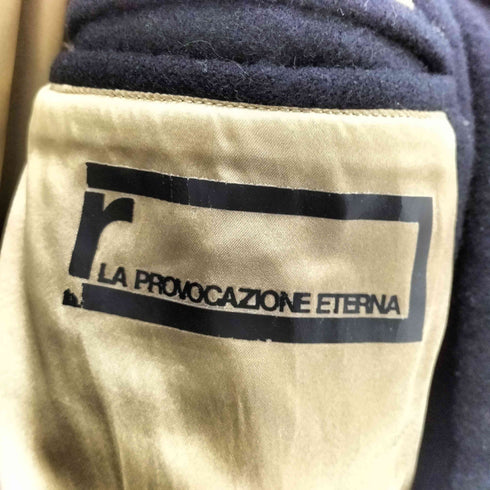 r
LA PROVOCAZIONE ETERNA